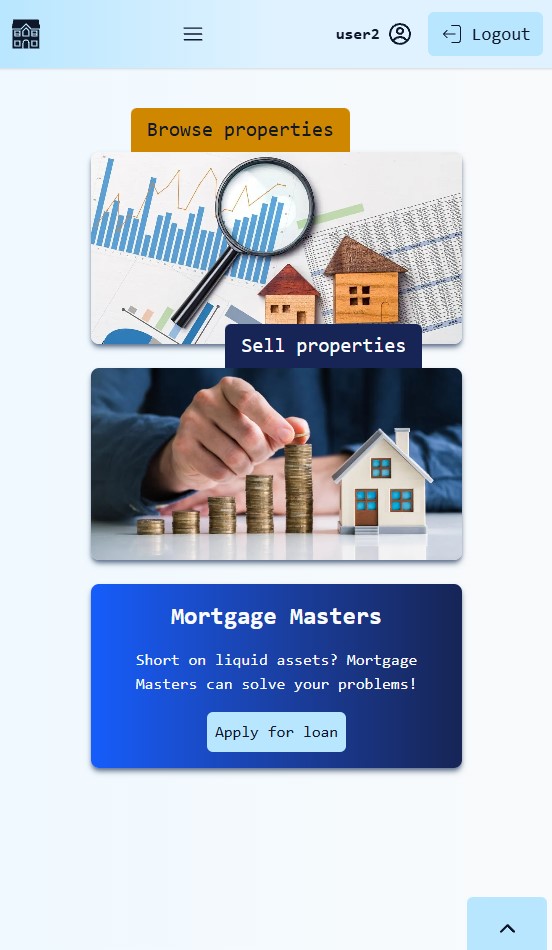 user2
Logout
Browse properties
Sell properties
Mortgage Masters
Short on liquid assets? Mortgage
Masters can solve your problems!
Apply for loan